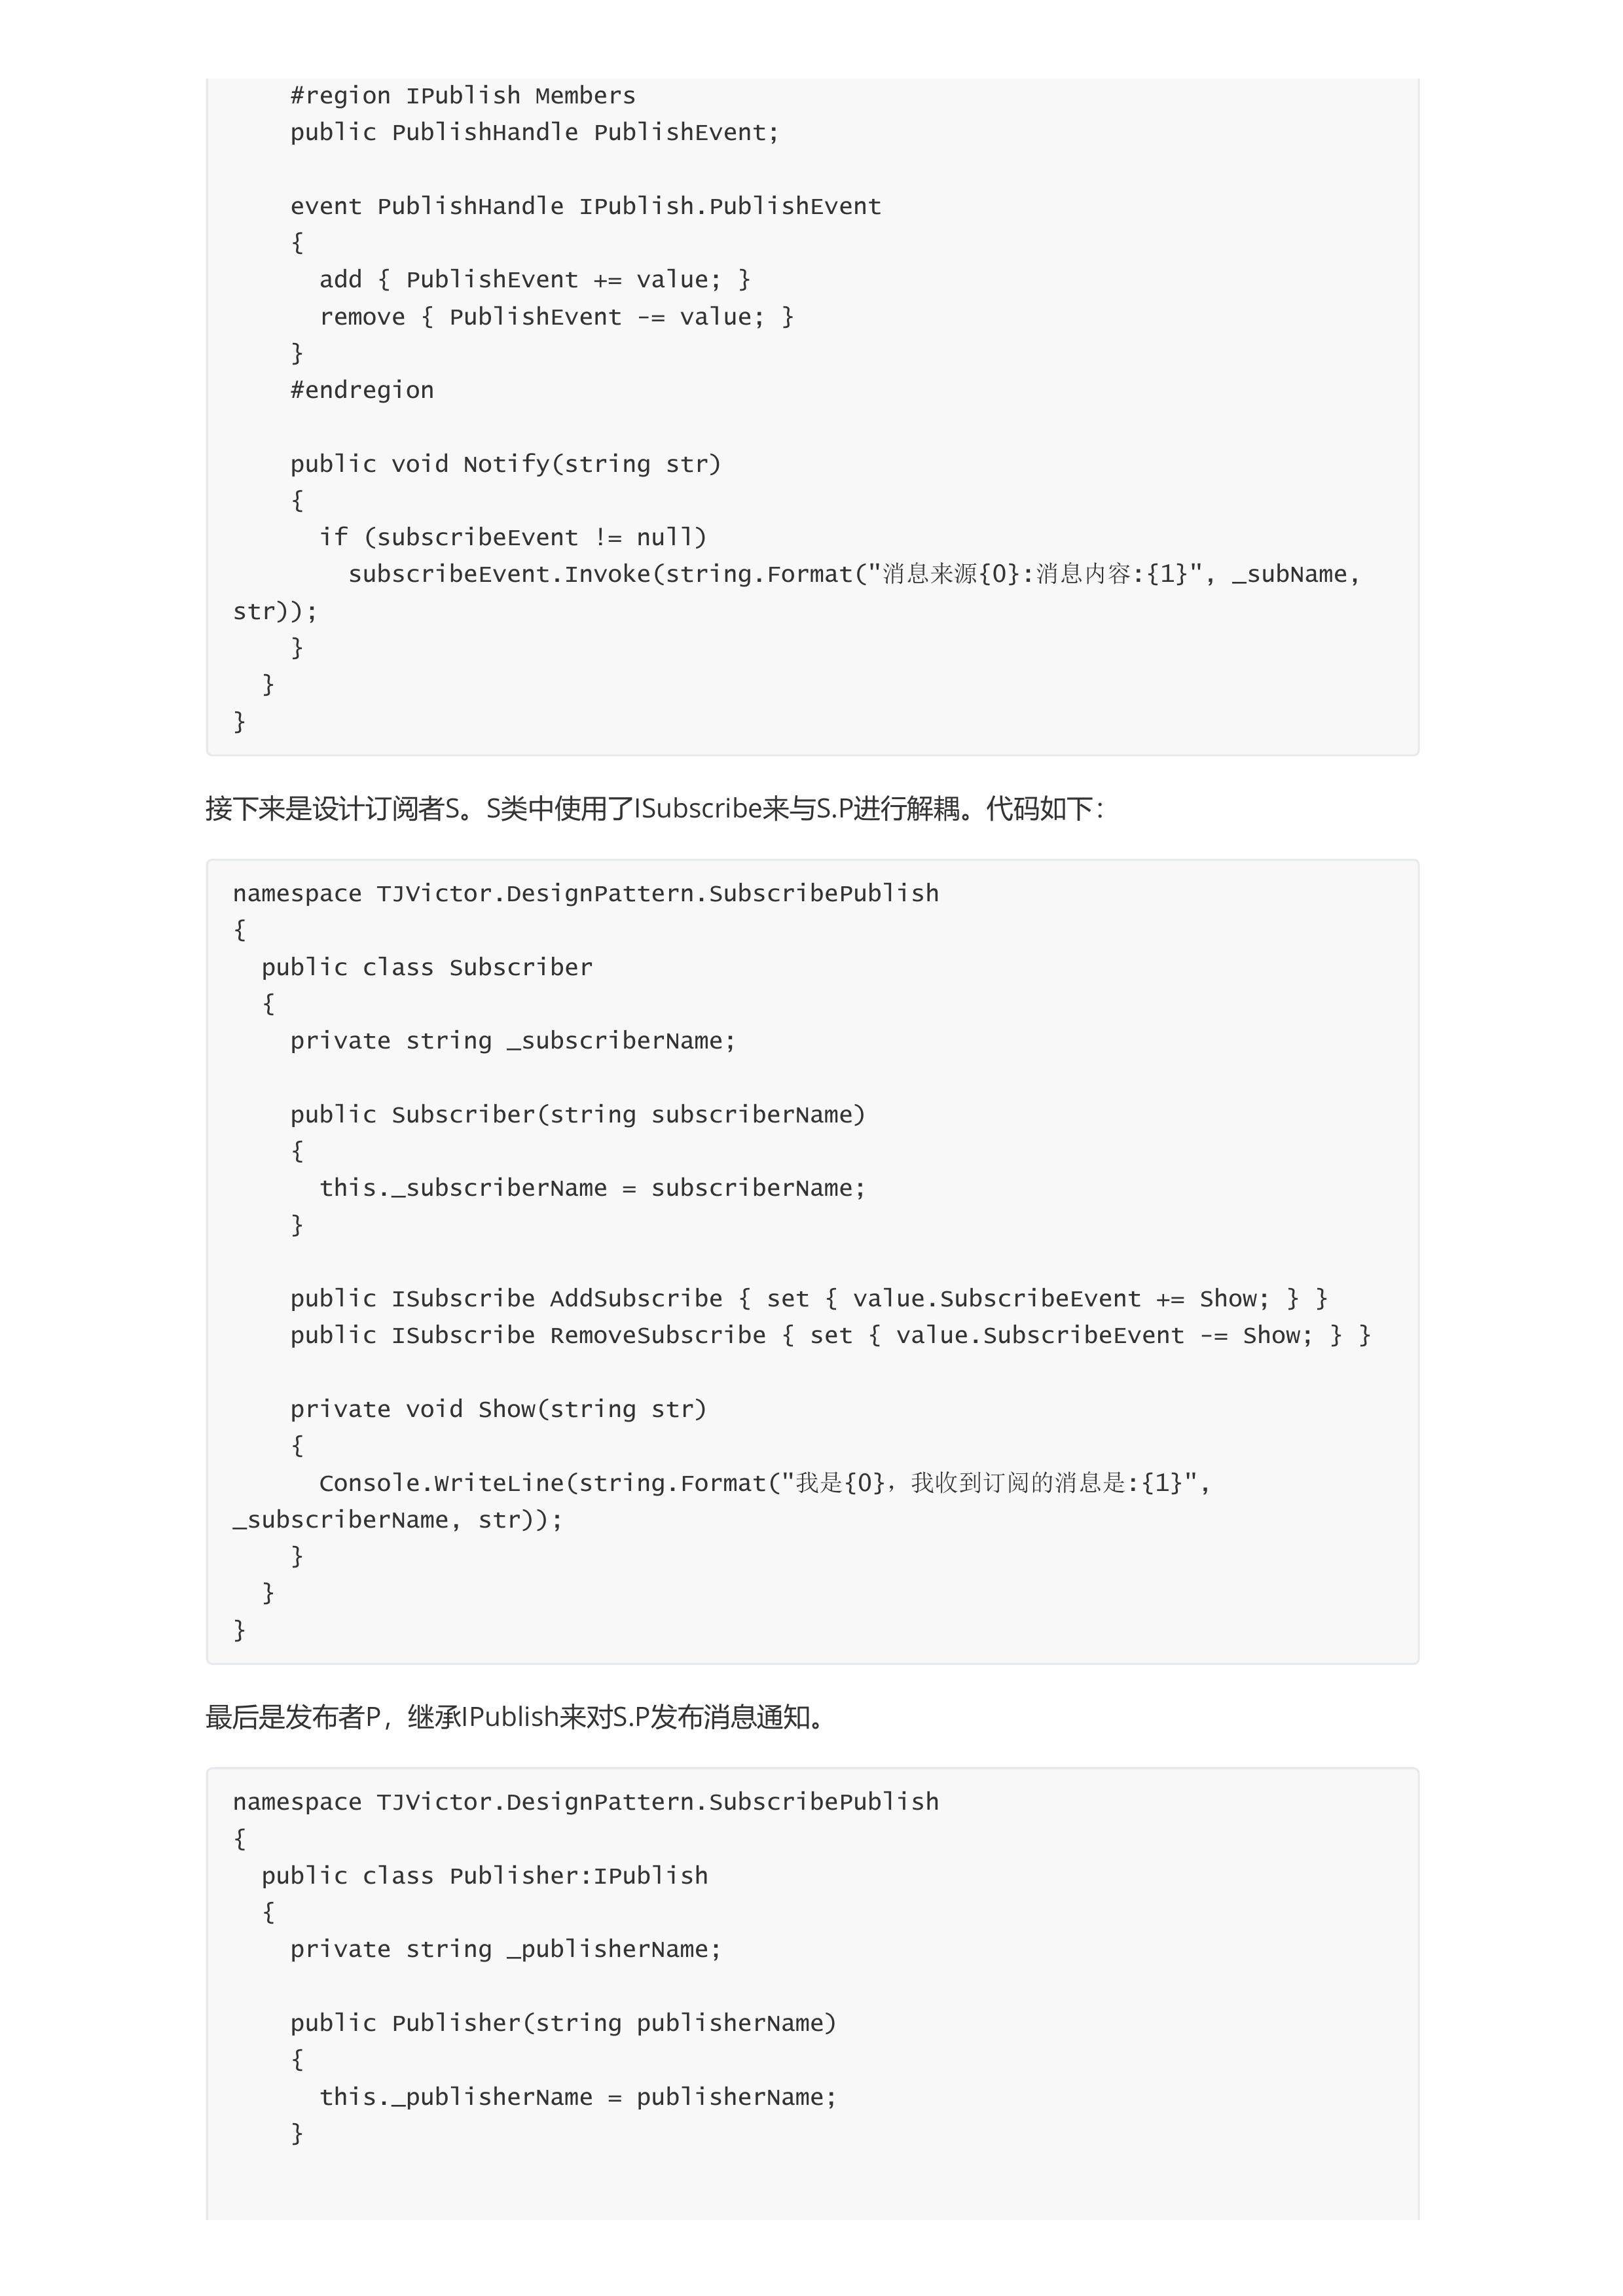 #region IPublish Members
    public PublishHandle PublishEvent;

    event PublishHandle IPublish.PublishEvent
    {
      add { PublishEvent += value; }
      remove { PublishEvent -= value; }
    }
    #endregion

    public void Notify(string str)
    {
      if (subscribeEvent != null)
        subscribeEvent.Invoke(string.Format("消息来源{0}:消息内容:{1}", _subName,
str));
    }
  }
}
接下来是设计订阅者S。S类中使用了ISubscribe来与S.P进行解耦。代码如下：
namespace TJVictor.DesignPattern.SubscribePublish
{
  public class Subscriber
  {
    private string _subscriberName;

    public Subscriber(string subscriberName)
    {
      this._subscriberName = subscriberName;
    }

    public ISubscribe AddSubscribe { set { value.SubscribeEvent += Show; } }
    public ISubscribe RemoveSubscribe { set { value.SubscribeEvent -= Show; } }

    private void Show(string str)
    {
      Console.WriteLine(string.Format("我是{0}，我收到订阅的消息是:{1}",
_subscriberName, str));
    }
  }
}
最后是发布者P，继承IPublish来对S.P发布消息通知。
namespace TJVictor.DesignPattern.SubscribePublish
{
  public class Publisher:IPublish
  {
    private string _publisherName;

    public Publisher(string publisherName)
    {
      this._publisherName = publisherName;
    }